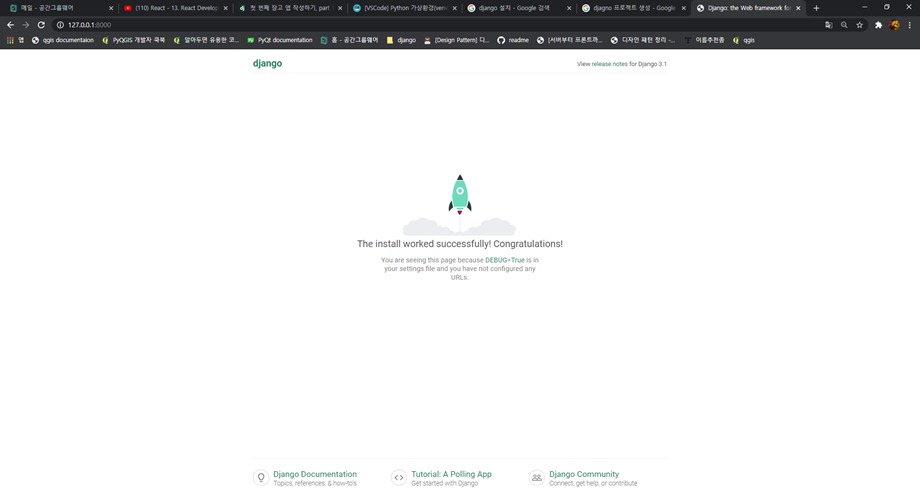 메일 - 공간그룹웨어
(110) React - 13. React Develop
첫 번째 장고 앱 작성하기, part
[VSCode] Python 가상환경(venv
django 설치 - Google 검색
djagno 프로젝트 생성 - Google
Django: the Web framework for
127.0.0.1:8000
앱
qgis documentaion
PyQGIS 개발자 쿡북
알아두면 유용한 코...
PyQt documentation
홈 - 공간그룹웨어
django
[Design Pattern] 디...
readme
[서버부터 프론트까...
디자인 패턴 정리 -...
이름추천좀
qgis
django
View release notes for Django 3.1
The install worked successfully! Congratulations!
You are seeing this page because DEBUG=True is in
your settings file and you have not configured any
URLs.
Django Documentation
Topics, references, & how-to's
Tutorial: A Polling App
Get started with Django
Django Community
Connect, get help, or contribute